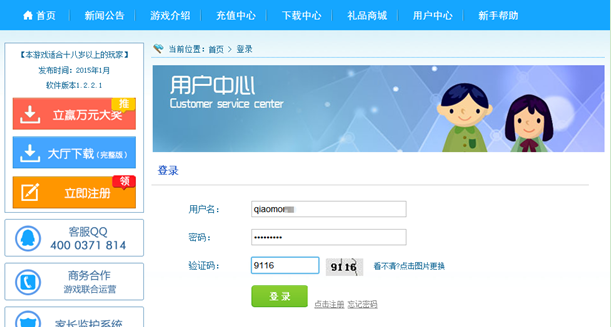 首页 新闻公告 游戏介绍 充值中心 下载中心 礼品商城 用户中心 新手帮助
【本游戏适合十八岁以上的玩家】
发布时间：2015年1月
软件版本1.2.2.1
推
立赢万元大奖
大厅下载(完整版)
领
立即注册
客服QQ
400 0371 814
商务合作
游戏联合运营
家长监护系统
当前位置：首页 > 登录
用户中心
Customer service center
登录
用户名： qiaomor
密码： •••••••••
验证码： 9116 9116 看不清?点击图片更换
登 录 点击注册 忘记密码